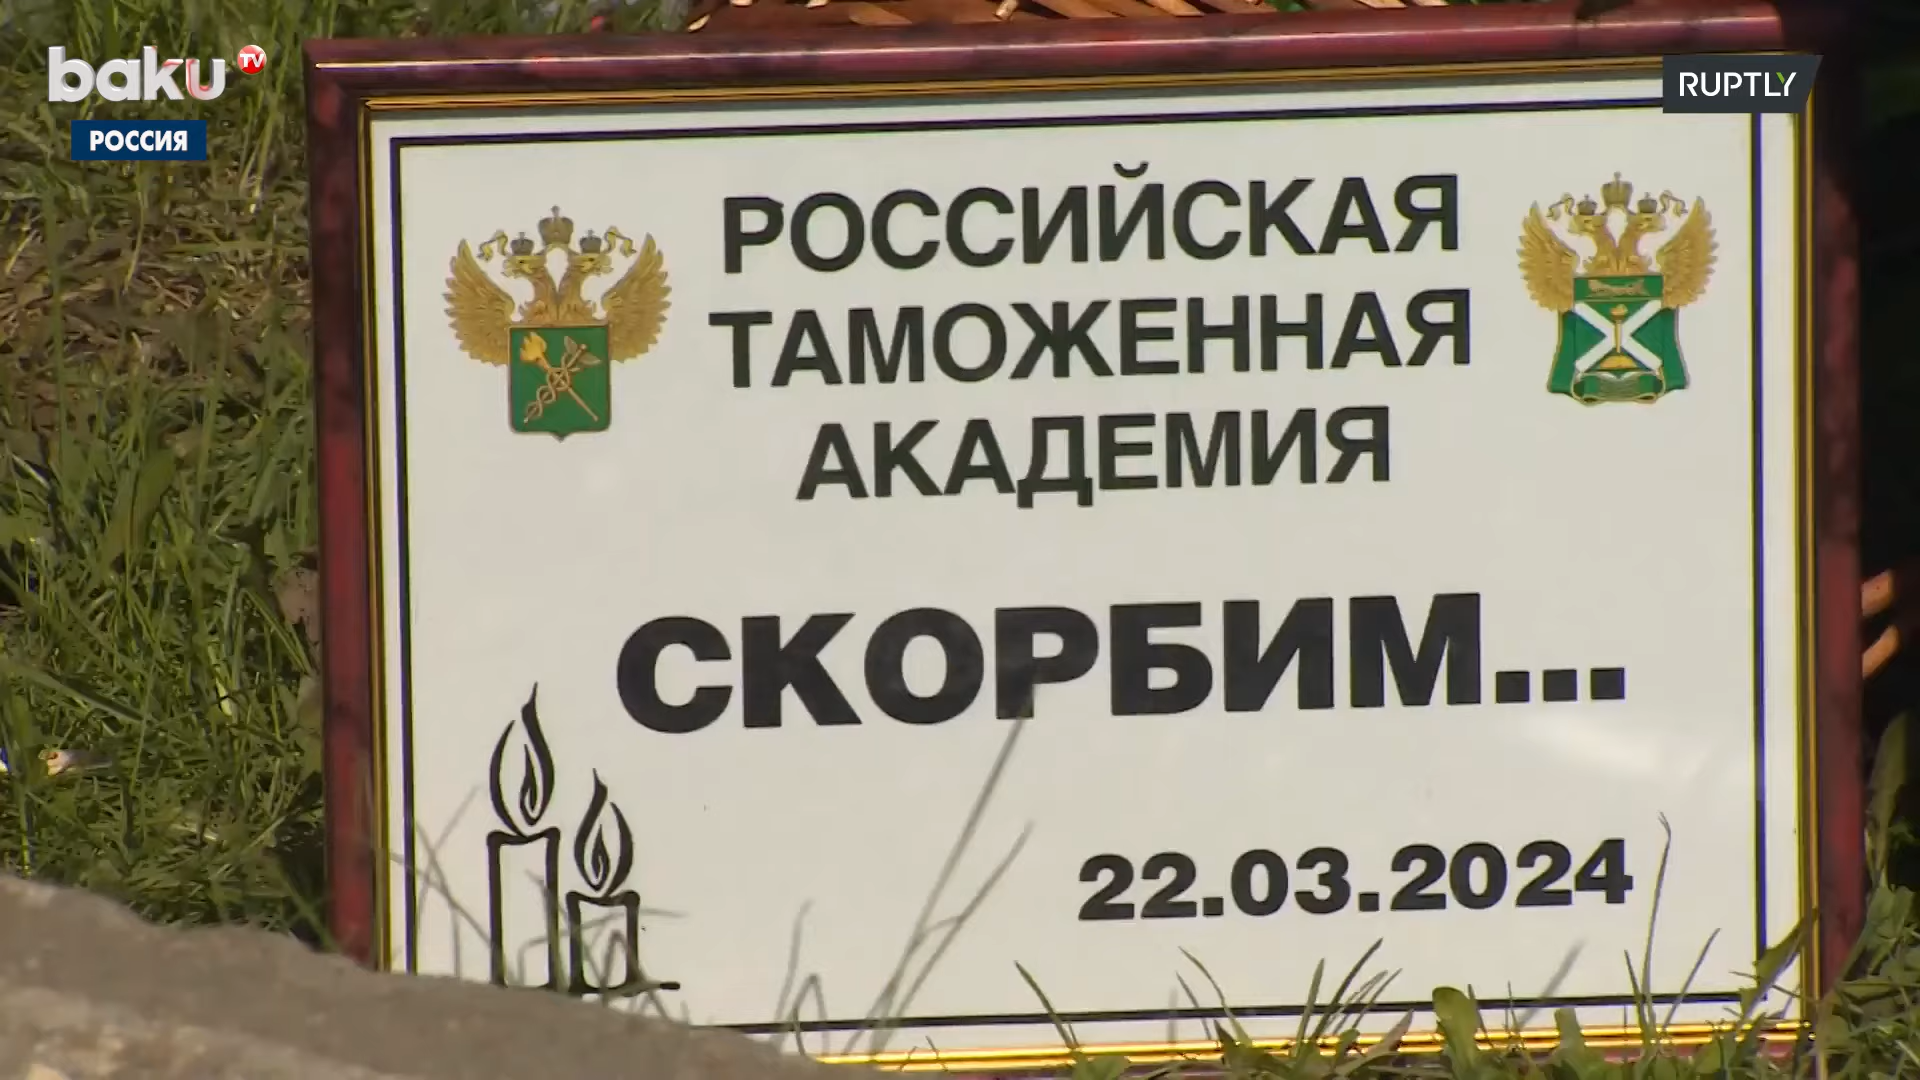 baku TV
РОССИЯ
RUPTLY
РОССИЙСКАЯ
ТАМОЖЕННАЯ
АКАДЕМИЯ
СКОРБИМ...
22.03.2024